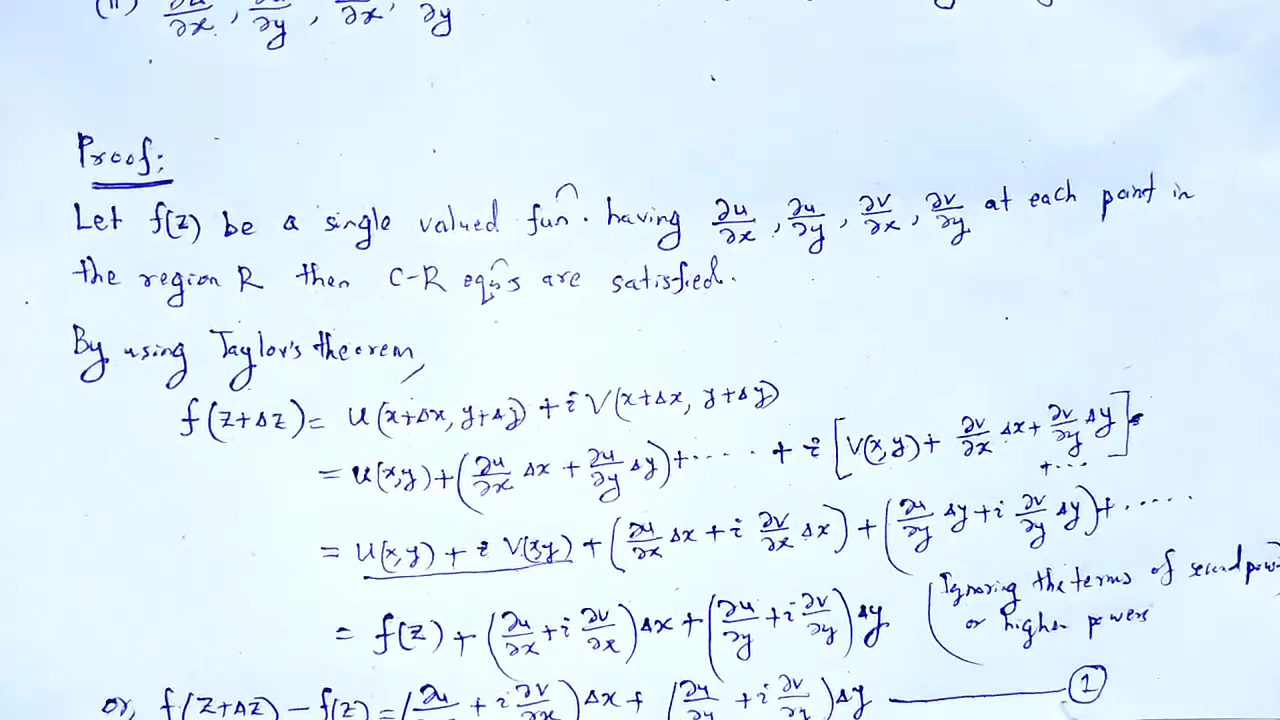 (ii) ∂u/∂x, ∂u/∂y, ∂v/∂x, ∂v/∂y
Proof:
Let f(z) be a single valued fun. having ∂u/∂x, ∂u/∂y, ∂v/∂x, ∂v/∂y at each point in
the region R then C-R eqns are satisfied.
By using Taylor's theorem,
f(z+Δz) = u(x+Δx, y+Δy) + i v(x+Δx, y+Δy)
= u(x,y) + (∂u/∂x Δx + ∂u/∂y Δy) + ..... + i [v(x,y) + ∂v/∂x Δx + ∂v/∂y Δy + ...]
= u(x,y) + i v(x,y) + (∂u/∂x Δx + i ∂v/∂x Δx) + (∂u/∂y Δy + i ∂v/∂y Δy) + .....
= f(z) + (∂u/∂x + i ∂v/∂x) Δx + (∂u/∂y + i ∂v/∂y) Δy (Ignoring the terms of second
or higher powers
or, f(z+Δz) - f(z) = (∂u/∂x + i ∂v/∂x) Δx + (∂u/∂y + i ∂v/∂y) Δy — 1